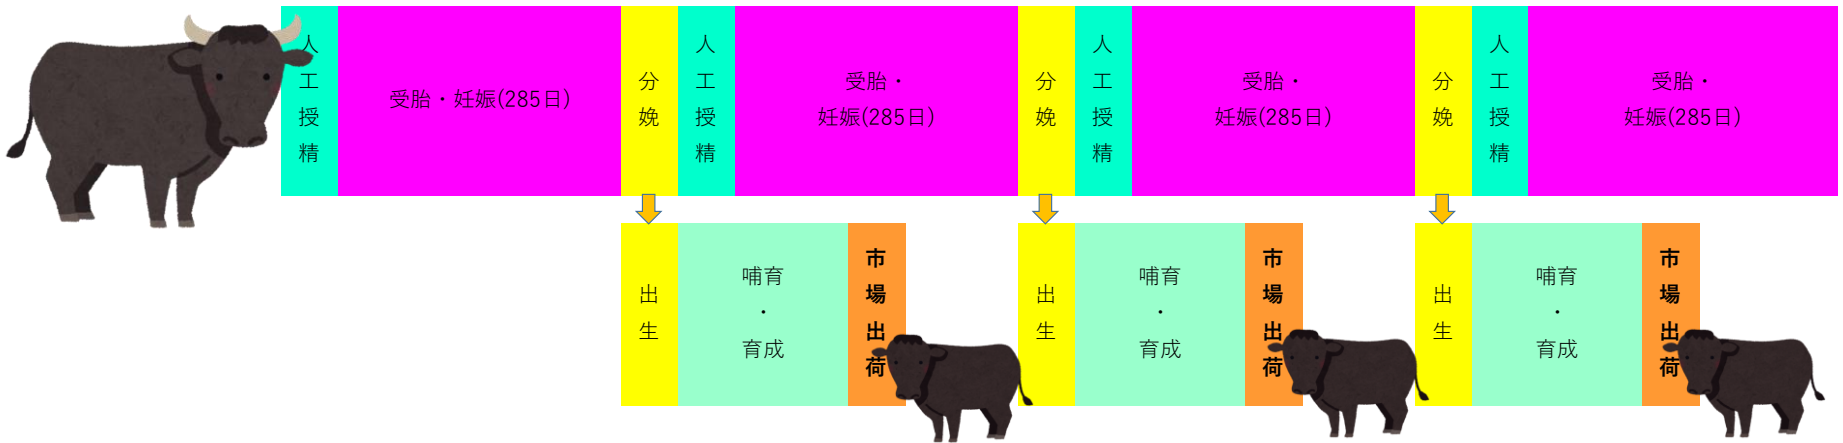 人工授精
受胎・妊娠(285日)
分娩
人工授精
受胎・
妊娠(285日)
分娩
人工授精
受胎・
妊娠(285日)
分娩
人工授精
受胎・
妊娠(285日)
出生
哺育
・
育成
市場出荷
出生
哺育
・
育成
市場出荷
出生
哺育
・
育成
市場出荷